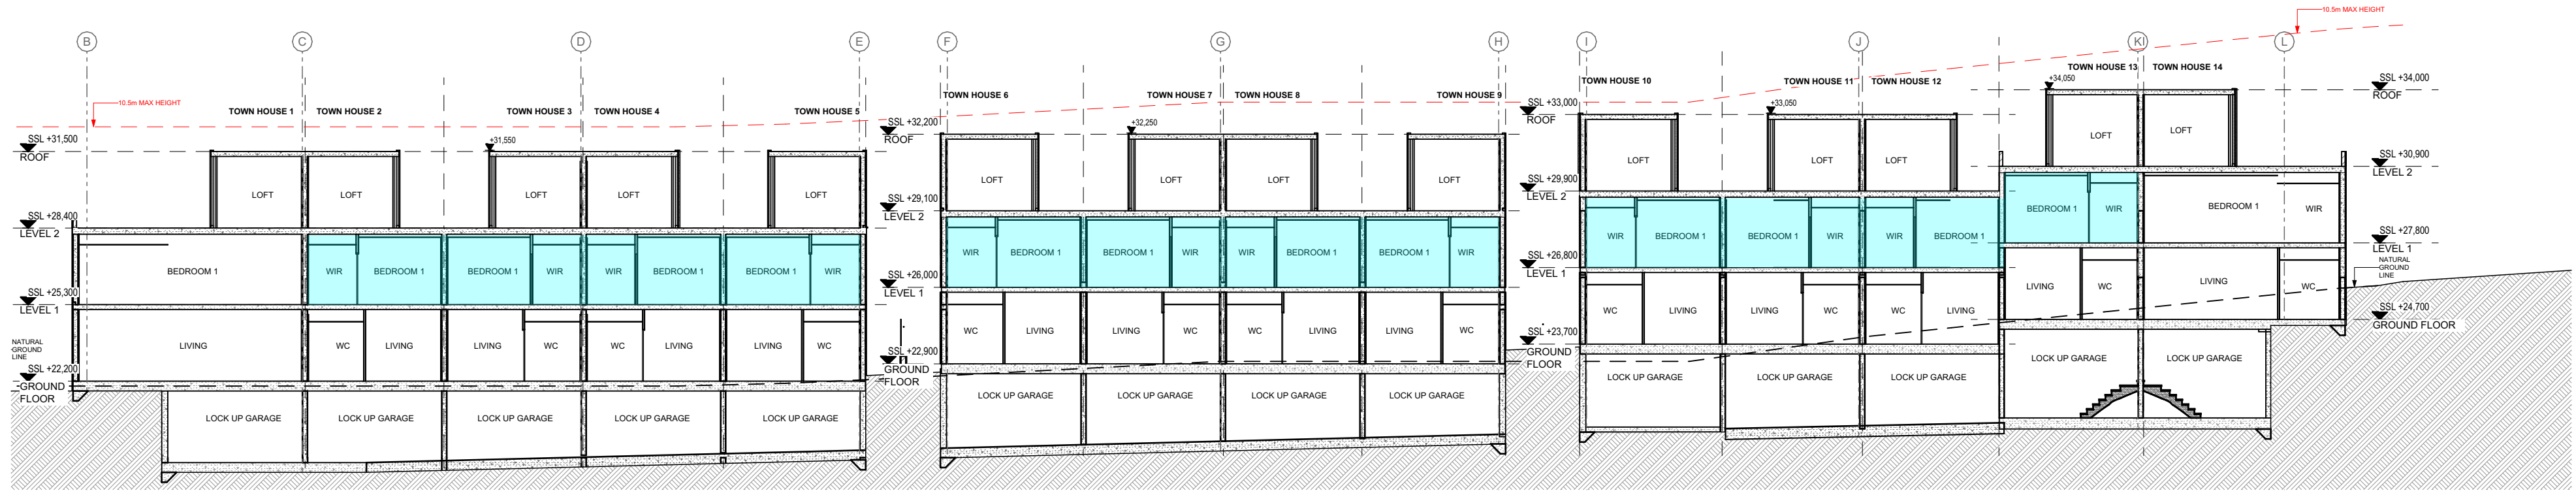 10.5m MAX HEIGHT
B
C
D
E
F
G
H
I
J
KI
L
TOWN HOUSE 13
TOWN HOUSE 14
TOWN HOUSE 10
TOWN HOUSE 11
TOWN HOUSE 12
TOWN HOUSE 6
TOWN HOUSE 7
TOWN HOUSE 8
TOWN HOUSE 9
10.5m MAX HEIGHT
TOWN HOUSE 1
TOWN HOUSE 2
TOWN HOUSE 3
TOWN HOUSE 4
TOWN HOUSE 5
SSL +31,500
ROOF
+31,550
SSL +32,200
ROOF
+32,250
SSL +33,000
ROOF
+33,050
+34,050
SSL +34,000
ROOF
LOFT
LOFT
LOFT
LOFT
LOFT
LOFT
LOFT
LOFT
LOFT
LOFT
LOFT
LOFT
LOFT
LOFT
SSL +28,400
LEVEL 2
SSL +29,100
LEVEL 2
SSL +29,900
LEVEL 2
SSL +30,900
LEVEL 2
BEDROOM 1
WIR
BEDROOM 1
BEDROOM 1
WIR
WIR
BEDROOM 1
BEDROOM 1
WIR
WIR
BEDROOM 1
BEDROOM 1
WIR
WIR
BEDROOM 1
BEDROOM 1
WIR
WIR
BEDROOM 1
BEDROOM 1
WIR
WIR
BEDROOM 1
BEDROOM 1
WIR
BEDROOM 1
WIR
SSL +25,300
LEVEL 1
SSL +26,000
LEVEL 1
SSL +26,800
LEVEL 1
SSL +27,800
LEVEL 1
NATURAL
GROUND
LINE
LIVING
WC
LIVING
LIVING
WC
WC
LIVING
LIVING
WC
WC
LIVING
LIVING
WC
WC
LIVING
LIVING
WC
WC
LIVING
LIVING
WC
WC
LIVING
LIVING
WC
LIVING
WC
NATURAL
GROUND
LINE
SSL +22,200
GROUND
FLOOR
SSL +22,900
GROUND
FLOOR
SSL +23,700
GROUND
FLOOR
SSL +24,700
GROUND FLOOR
LOCK UP GARAGE
LOCK UP GARAGE
LOCK UP GARAGE
LOCK UP GARAGE
LOCK UP GARAGE
LOCK UP GARAGE
LOCK UP GARAGE
LOCK UP GARAGE
LOCK UP GARAGE
LOCK UP GARAGE
LOCK UP GARAGE
LOCK UP GARAGE
LOCK UP GARAGE
LOCK UP GARAGE